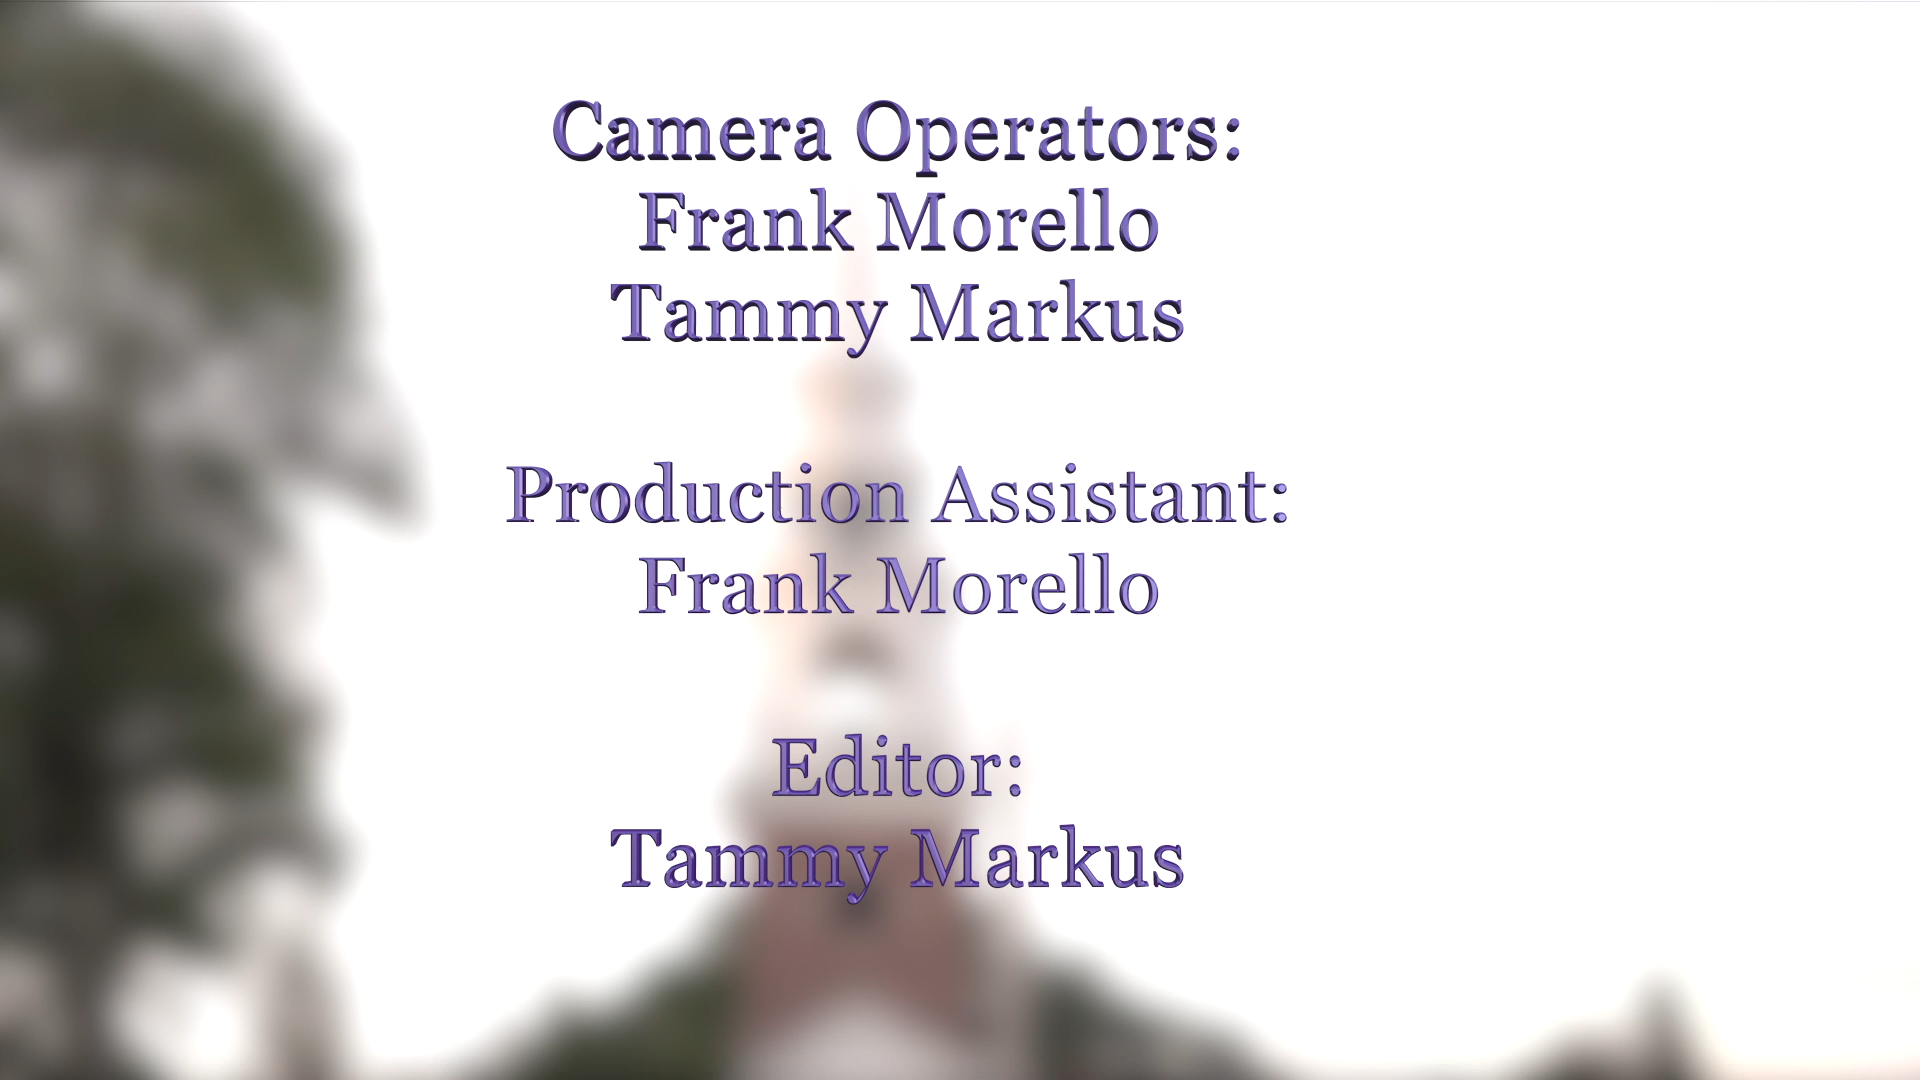 Camera Operators:
Frank Morello
Tammy Markus
Production Assistant:
Frank Morello
Editor:
Tammy Markus